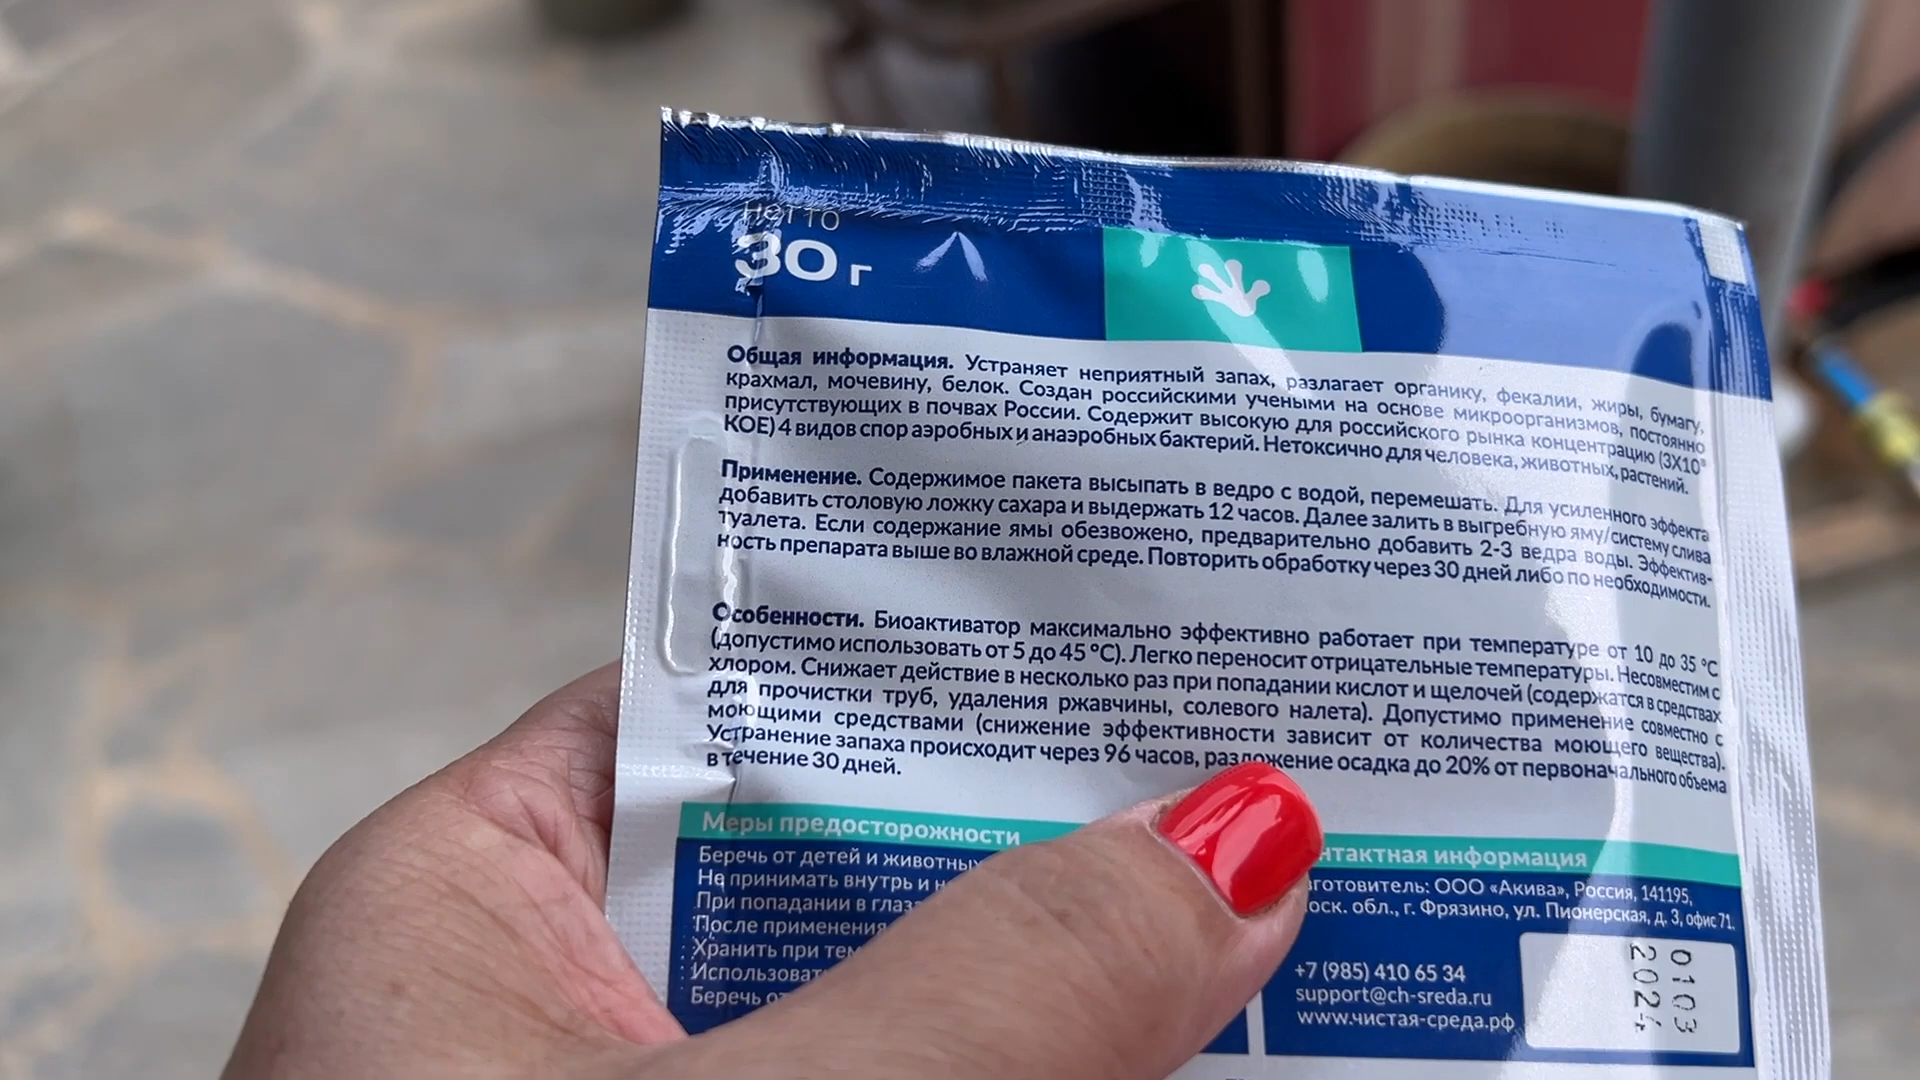 НЕТТО
30 г
Общая информация. Устраняет неприятный запах, разлагает органику, фекалии, жиры, бумагу,
крахмал, мочевину, белок. Создан российскими учеными на основе микроорганизмов, постоянно
присутствующих в почвах России. Содержит высокую для российского рынка концентрацию (3X10⁸
КОЕ) 4 видов спор аэробных и анаэробных бактерий. Нетоксично для человека, животных, растений.
Применение. Содержимое пакета высыпать в ведро с водой, перемешать. Для усиленного эффекта
добавить столовую ложку сахара и выдержать 12 часов. Далее залить в выгребную яму/систему слива
туалета. Если содержание ямы обезвожено, предварительно добавить 2-3 ведра воды. Эффектив-
ность препарата выше во влажной среде. Повторить обработку через 30 дней либо по необходимости.
Особенности. Биоактиватор максимально эффективно работает при температуре от 10 до 35 °C
(допустимо использовать от 5 до 45 °C). Легко переносит отрицательные температуры. Несовместим с
хлором. Снижает действие в несколько раз при попадании кислот и щелочей (содержатся в средствах
для прочистки труб, удаления ржавчины, солевого налета). Допустимо применение совместно с
моющими средствами (снижение эффективности зависит от количества моющего вещества).
Устранение запаха происходит через 96 часов, разложение осадка до 20% от первоначального объема
в течение 30 дней.
Меры предосторожности
Беречь от детей и животных
Не принимать внутрь и
При попадании в глаза
После применения
Хранить при
Беречь
нтактная информация
зготовитель: ООО «Акива», Россия, 141195,
оск. обл., г. Фрязино, ул. Пионерская, д. 3, офис 71.
+7 (985) 410 65 34
support@ch-sreda.ru
www.чистая-среда.рф
0103
2024